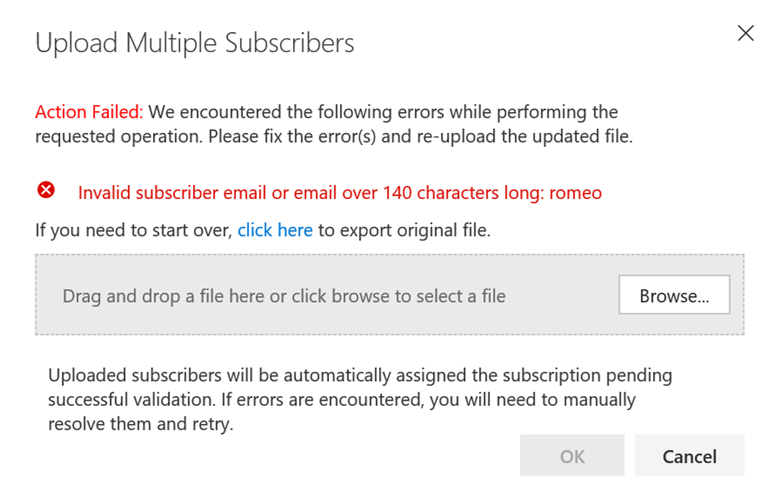 Upload Multiple Subscribers
Action Failed: We encountered the following errors while performing the
requested operation. Please fix the error(s) and re-upload the updated file.
Invalid subscriber email or email over 140 characters long: romeo
If you need to start over, click here to export original file.
Drag and drop a file here or click browse to select a file
Browse...
Uploaded subscribers will be automatically assigned the subscription pending
successful validation. If errors are encountered, you will need to manually
resolve them and retry.
OK
Cancel